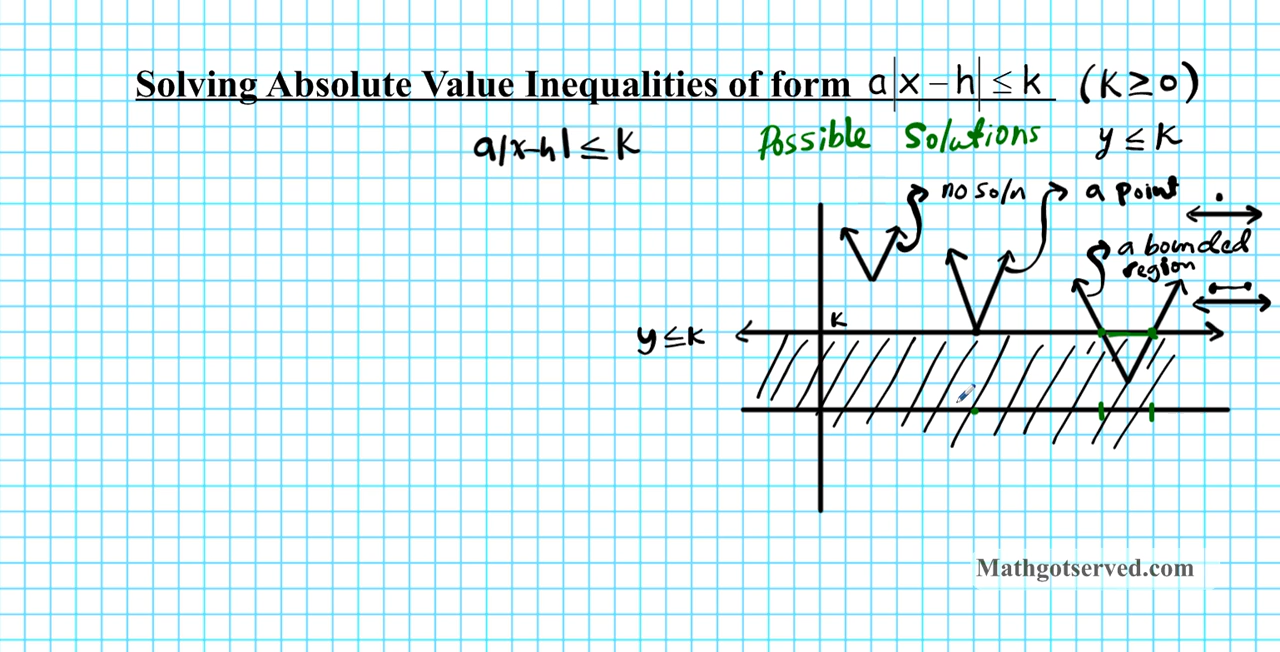 Solving Absolute Value Inequalities of form a|x-h| ≤ k (K≥0)
a|x-h| ≤ K
Possible Solutions y ≤ K
no soln
a point
a bounded
region
K
y ≤ K
Mathgotserved.com